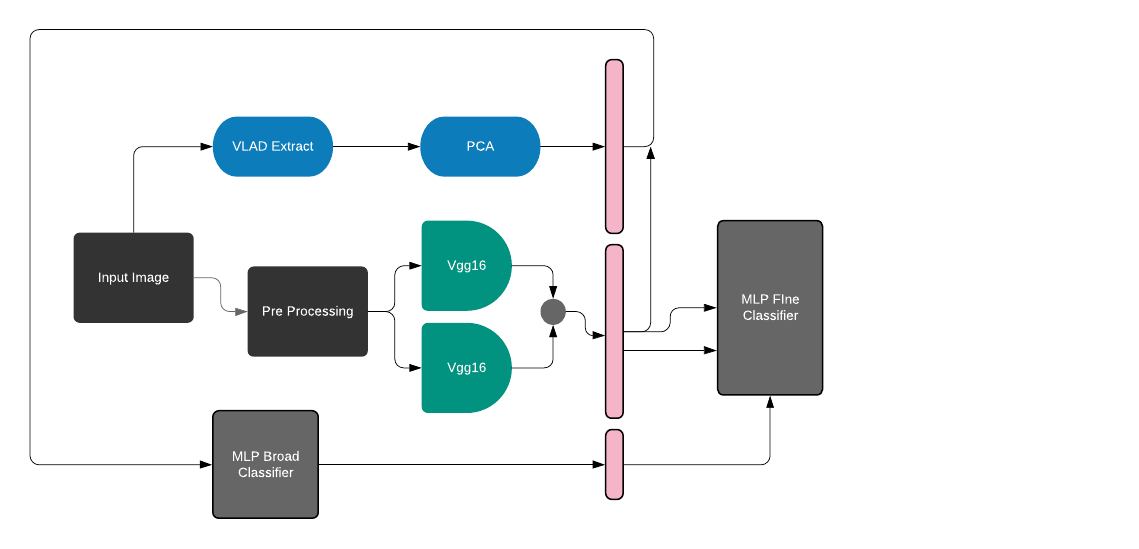 VLAD Extract
PCA
Input Image
Pre Processing
Vgg16
Vgg16
MLP FIne
Classifier
MLP Broad
Classifier